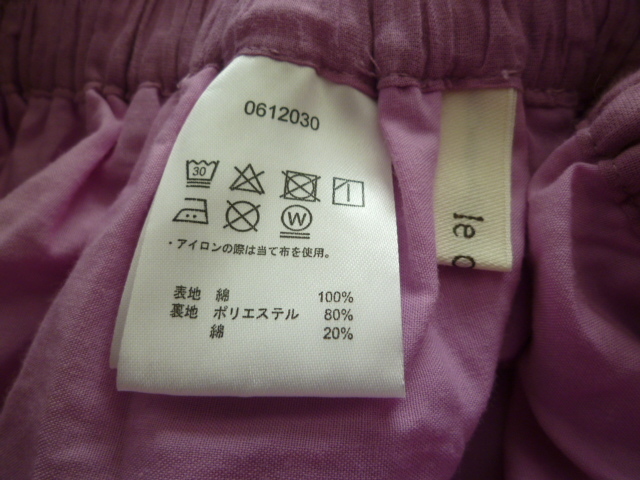 0612030
30
W
・アイロンの際は当て布を使用。
表地 綿 100%
裏地 ポリエステル 80%
綿 20%
le